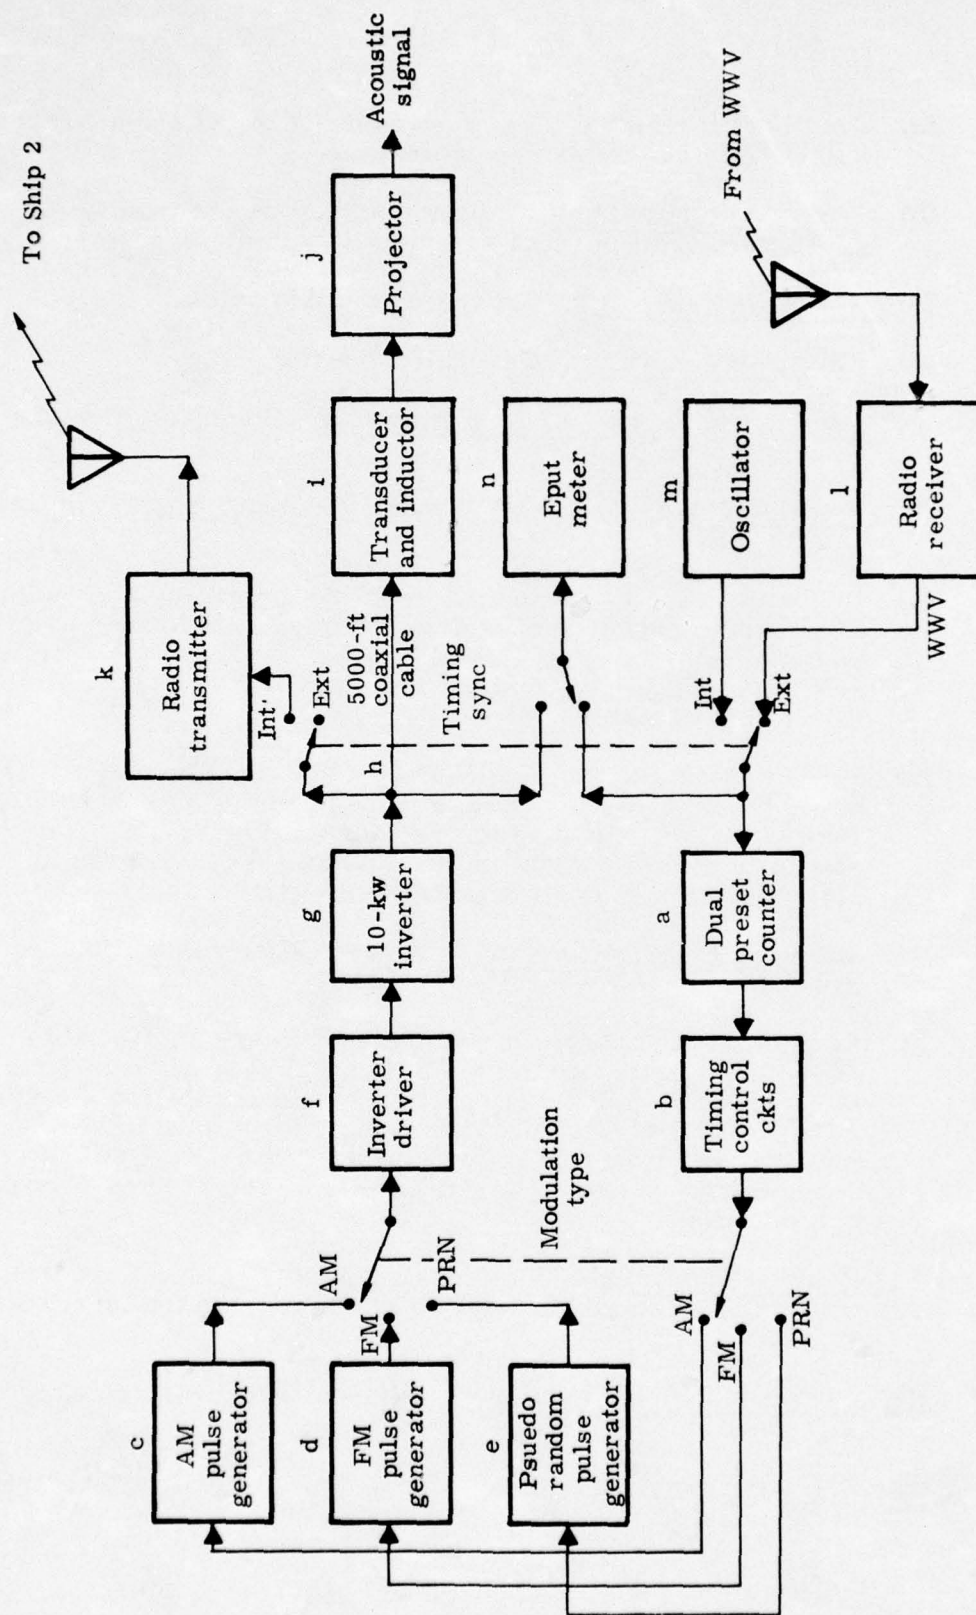 c
AM
pulse
generator
d
FM
pulse
generator
e
Psuedo
random
pulse
generator
AM
FM
PRN
Modulation
type
AM
FM
PRN
f
Inverter
driver
g
10-kw
inverter
h
b
Timing
control
ckts
a
Dual
preset
counter
k
Radio
transmitter
Int'
Ext
To Ship 2
5000-ft
coaxial
cable
Timing
sync
i
Transducer
and inductor
j
Projector
Acoustic
signal
n
Eput
meter
m
Oscillator
Int
Ext
WWV
l
Radio
receiver
From WWV